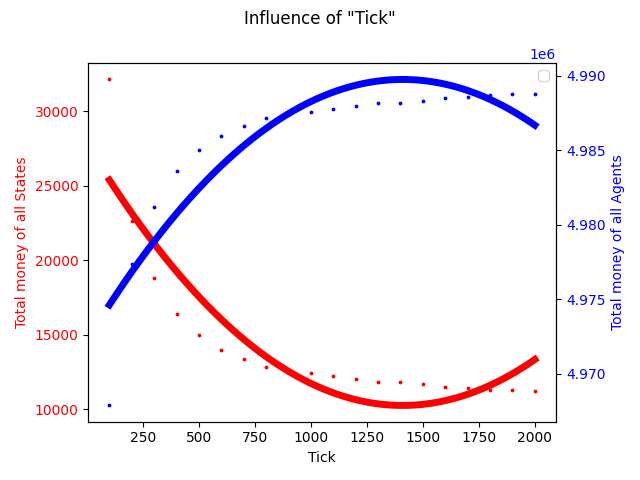 Influence of "Tick"
1e6
30000
25000
20000
15000
10000
Total money of all States
4.990
4.985
4.980
4.975
4.970
Total money of all Agents
250 500 750 1000 1250 1500 1750 2000
Tick